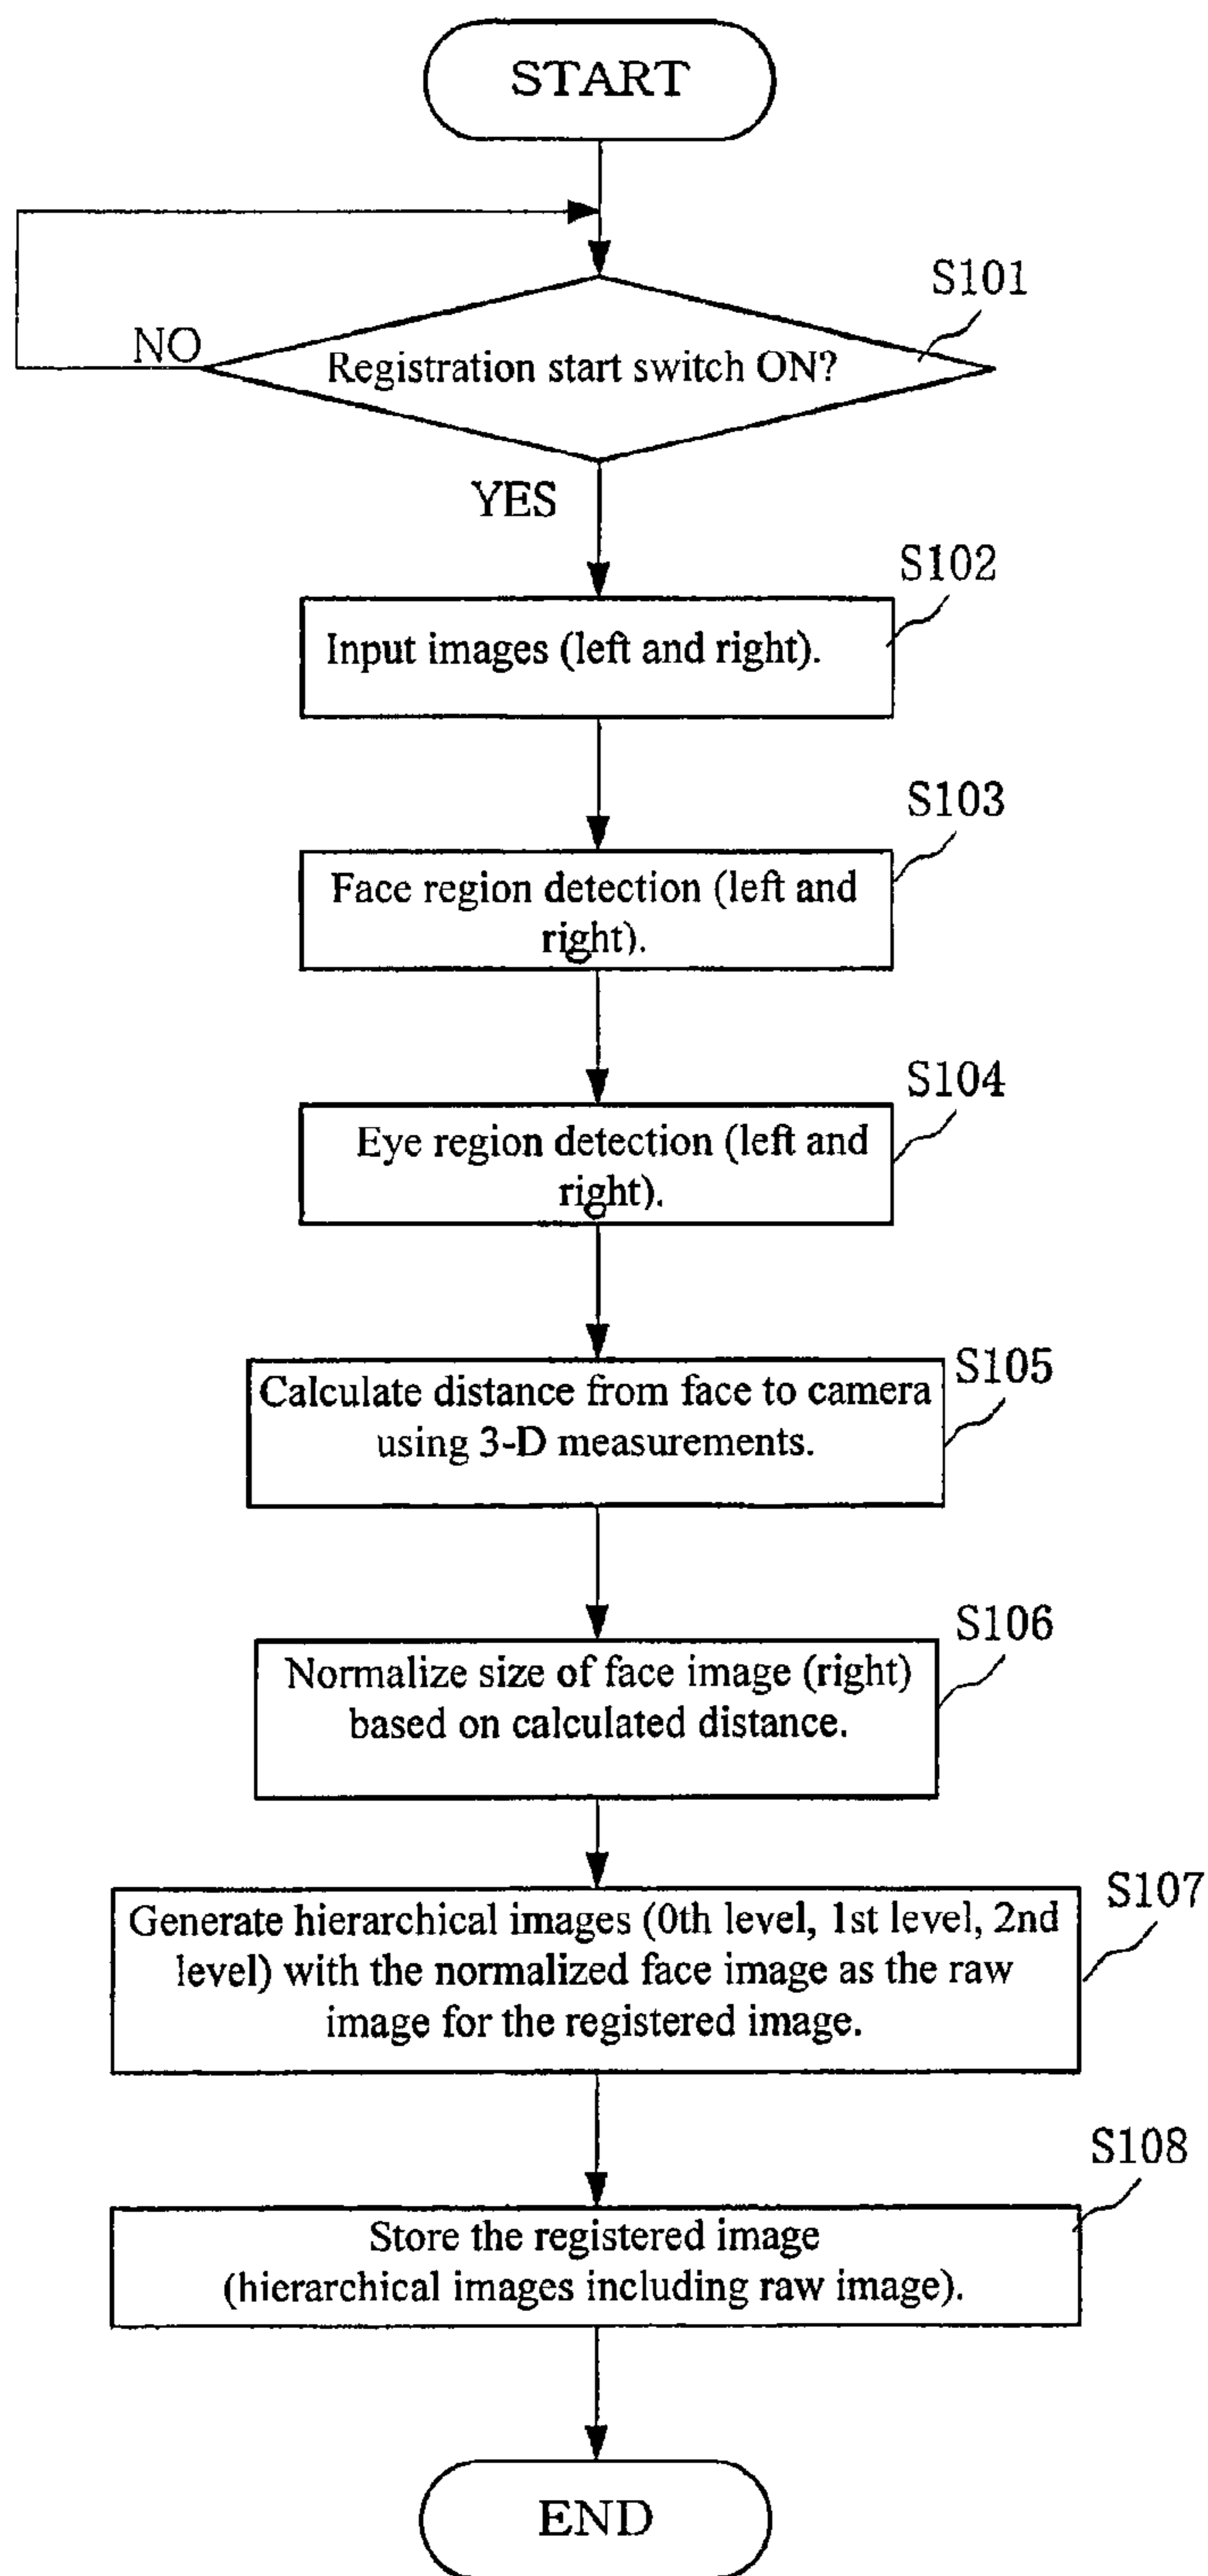 START
S101
NO
Registration start switch ON?
YES
S102
Input images (left and right).
S103
Face region detection (left and
right).
S104
Eye region detection (left and
right).
S105
Calculate distance from face to camera
using 3-D measurements.
S106
Normalize size of face image (right)
based on calculated distance.
S107
Generate hierarchical images (0th level, 1st level, 2nd
level) with the normalized face image as the raw
image for the registered image.
S108
Store the registered image
(hierarchical images including raw image).
END